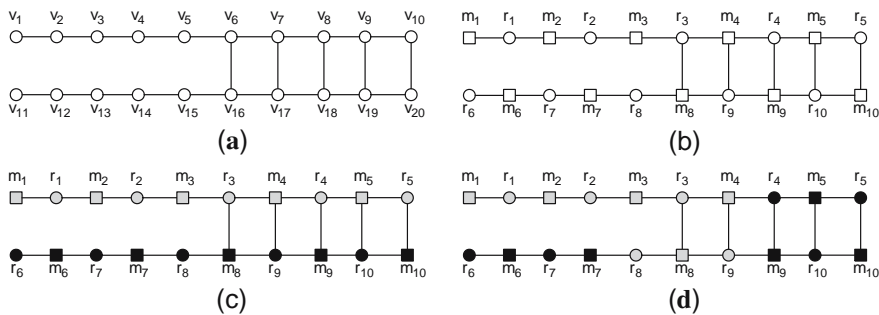 v1 v2 v3 v4 v5 v6 v7 v8 v9 v10
v11 v12 v13 v14 v15 v16 v17 v18 v19 v20
(a)
m1 r1 m2 r2 m3 r3 m4 r4 m5 r5
r6 m6 r7 m7 r8 m8 r9 m9 r10 m10
(b)
m1 r1 m2 r2 m3 r3 m4 r4 m5 r5
r6 m6 r7 m7 r8 m8 r9 m9 r10 m10
(c)
m1 r1 m2 r2 m3 r3 m4 r4 m5 r5
r6 m6 r7 m7 r8 m8 r9 m9 r10 m10
(d)